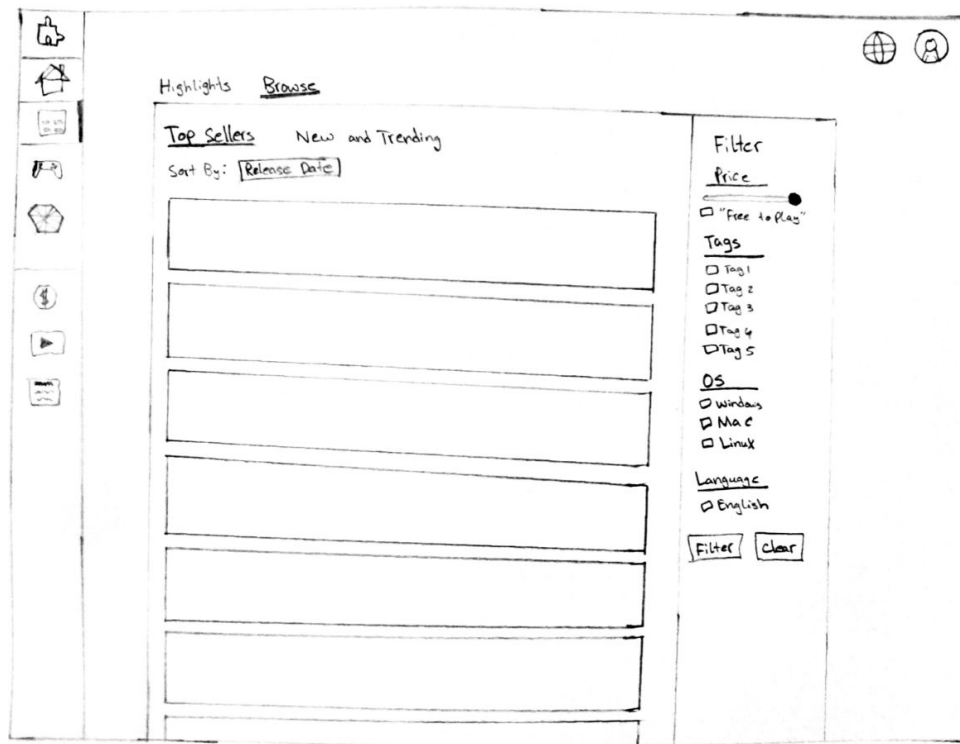 Highlights Browse
Top Sellers New and Trending
Sort By: Release Date
Filter
Price
"Free to Play"
Tags
Tag 1
Tag 2
Tag 3
Tag 4
Tag 5
OS
Windows
Mac
Linux
Language
English
Filter Clear
$